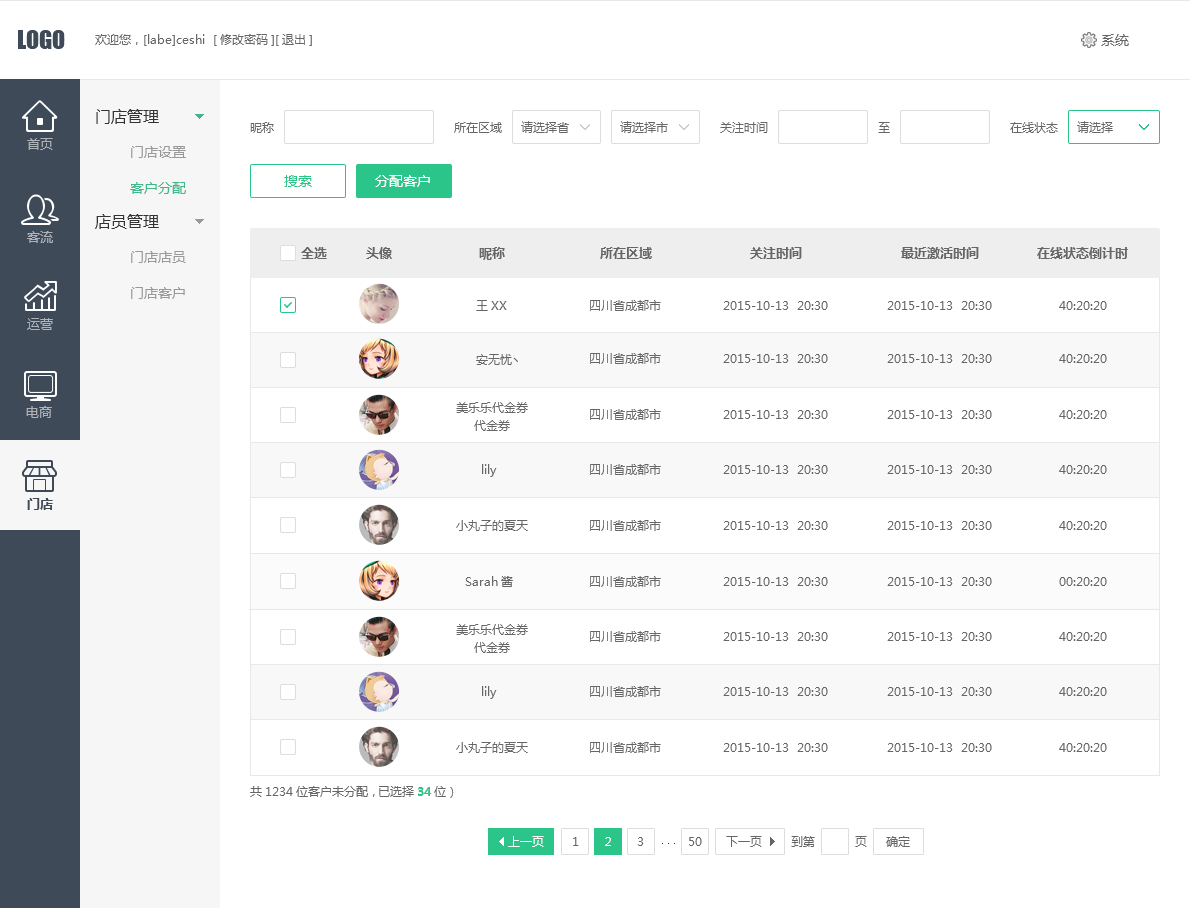 LOGO 欢迎您，[labe]ceshi [ 修改密码 ][ 退出 ] 系统
首页
客流
运营
电商
门店
门店管理
门店设置
客户分配
店员管理
门店店员
门店客户
昵称 所在区域 请选择省 请选择市 关注时间 至 在线状态 请选择
搜索 分配客户
全选 头像 昵称 所在区域 关注时间 最近激活时间 在线状态倒计时
王 XX 四川省成都市 2015-10-13 20:30 2015-10-13 20:30 40:20:20
安无忧丶 四川省成都市 2015-10-13 20:30 2015-10-13 20:30 40:20:20
美乐乐代金券
代金券 四川省成都市 2015-10-13 20:30 2015-10-13 20:30 40:20:20
lily 四川省成都市 2015-10-13 20:30 2015-10-13 20:30 40:20:20
小丸子的夏天 四川省成都市 2015-10-13 20:30 2015-10-13 20:30 40:20:20
Sarah 酱 四川省成都市 2015-10-13 20:30 2015-10-13 20:30 00:20:20
美乐乐代金券
代金券 四川省成都市 2015-10-13 20:30 2015-10-13 20:30 40:20:20
lily 四川省成都市 2015-10-13 20:30 2015-10-13 20:30 40:20:20
小丸子的夏天 四川省成都市 2015-10-13 20:30 2015-10-13 20:30 40:20:20
共 1234 位客户未分配 , 已选择 34 位 ）
上一页 1 2 3 ... 50 下一页 到第 页 确定